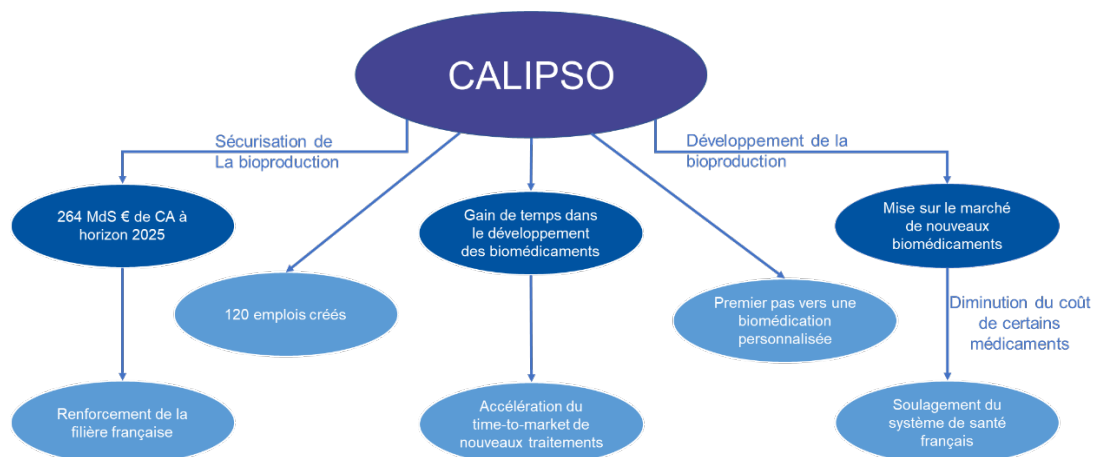 CALIPSO
Sécurisation de
La bioproduction
Développement de la
bioproduction
264 MdS € de CA à
horizon 2025
Gain de temps dans
le développement
des biomédicaments
Mise sur le marché
de nouveaux
biomédicaments
120 emplois créés
Premier pas vers une
biomédication
personnalisée
Diminution du coût
de certains
médicaments
Renforcement de la
filière française
Accélération du
time-to-market de
nouveaux traitements
Soulagement du
système de santé
français